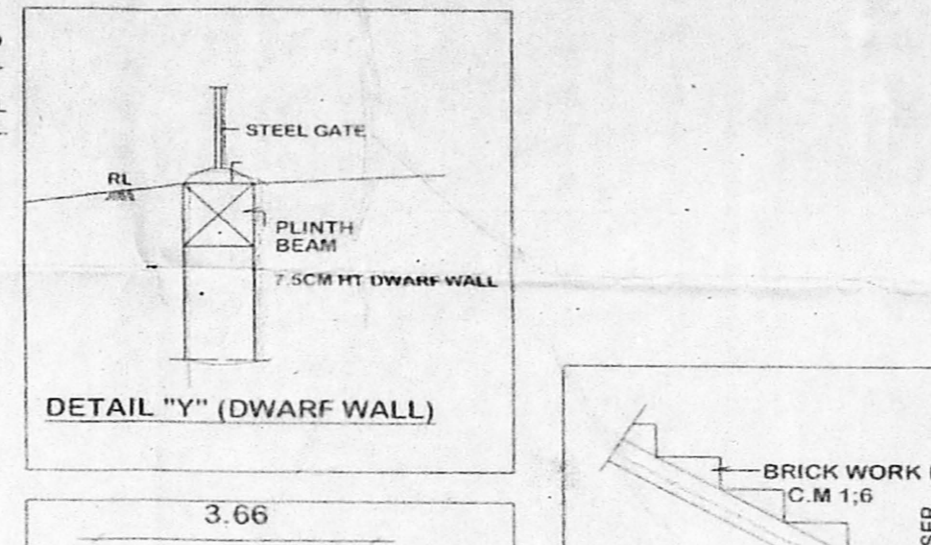 STEEL GATE
RL
PLINTH
BEAM
7.5CM HT DWARF WALL
DETAIL "Y" (DWARF WALL)
3.66
BRICK WORK
C.M 1;6